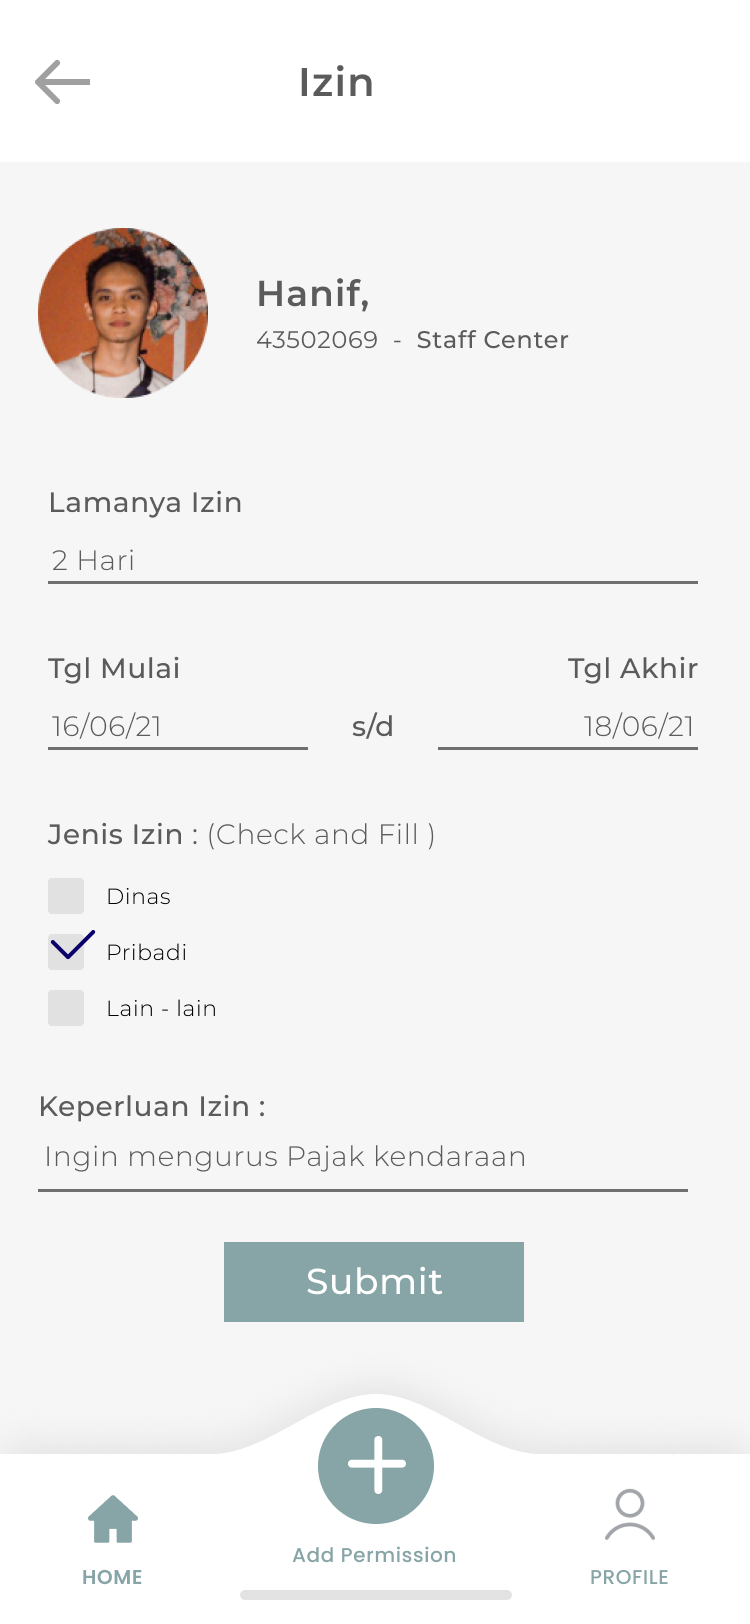 Izin
Hanif,
43502069 - Staff Center
Lamanya Izin
2 Hari
Tgl Mulai Tgl Akhir
16/06/21 s/d 18/06/21
Jenis Izin : (Check and Fill )
Dinas
Pribadi
Lain - lain
Keperluan Izin :
Ingin mengurus Pajak kendaraan
Submit
Add Permission
HOME PROFILE